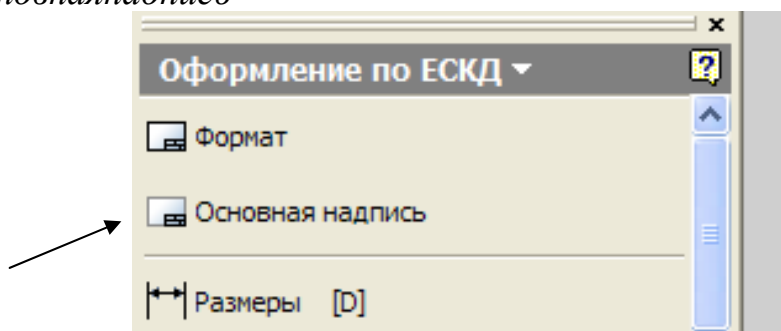 Оформление по ЕСКД
Формат
Основная надпись
Размеры [D]